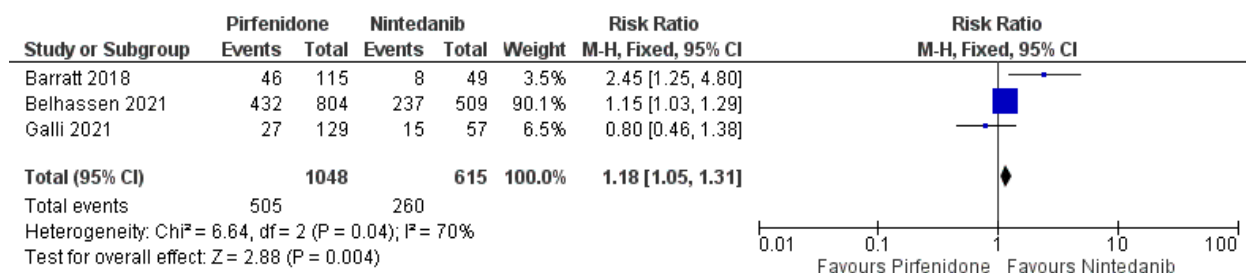 Pirfenidone Nintedanib Risk Ratio Risk Ratio
Study or Subgroup Events Total Events Total Weight M-H, Fixed, 95% CI M-H, Fixed, 95% CI
Barratt 2018 46 115 8 49 3.5% 2.45 [1.25, 4.80]
Belhassen 2021 432 804 237 509 90.1% 1.15 [1.03, 1.29]
Galli 2021 27 129 15 57 6.5% 0.80 [0.46, 1.38]
Total (95% CI) 1048 615 100.0% 1.18 [1.05, 1.31]
Total events 505 260
Heterogeneity: Chi² = 6.64, df = 2 (P = 0.04); I² = 70%
Test for overall effect: Z = 2.88 (P = 0.004)
0.01 0.1 1 10 100
Favours Pirfenidone Favours Nintedanib